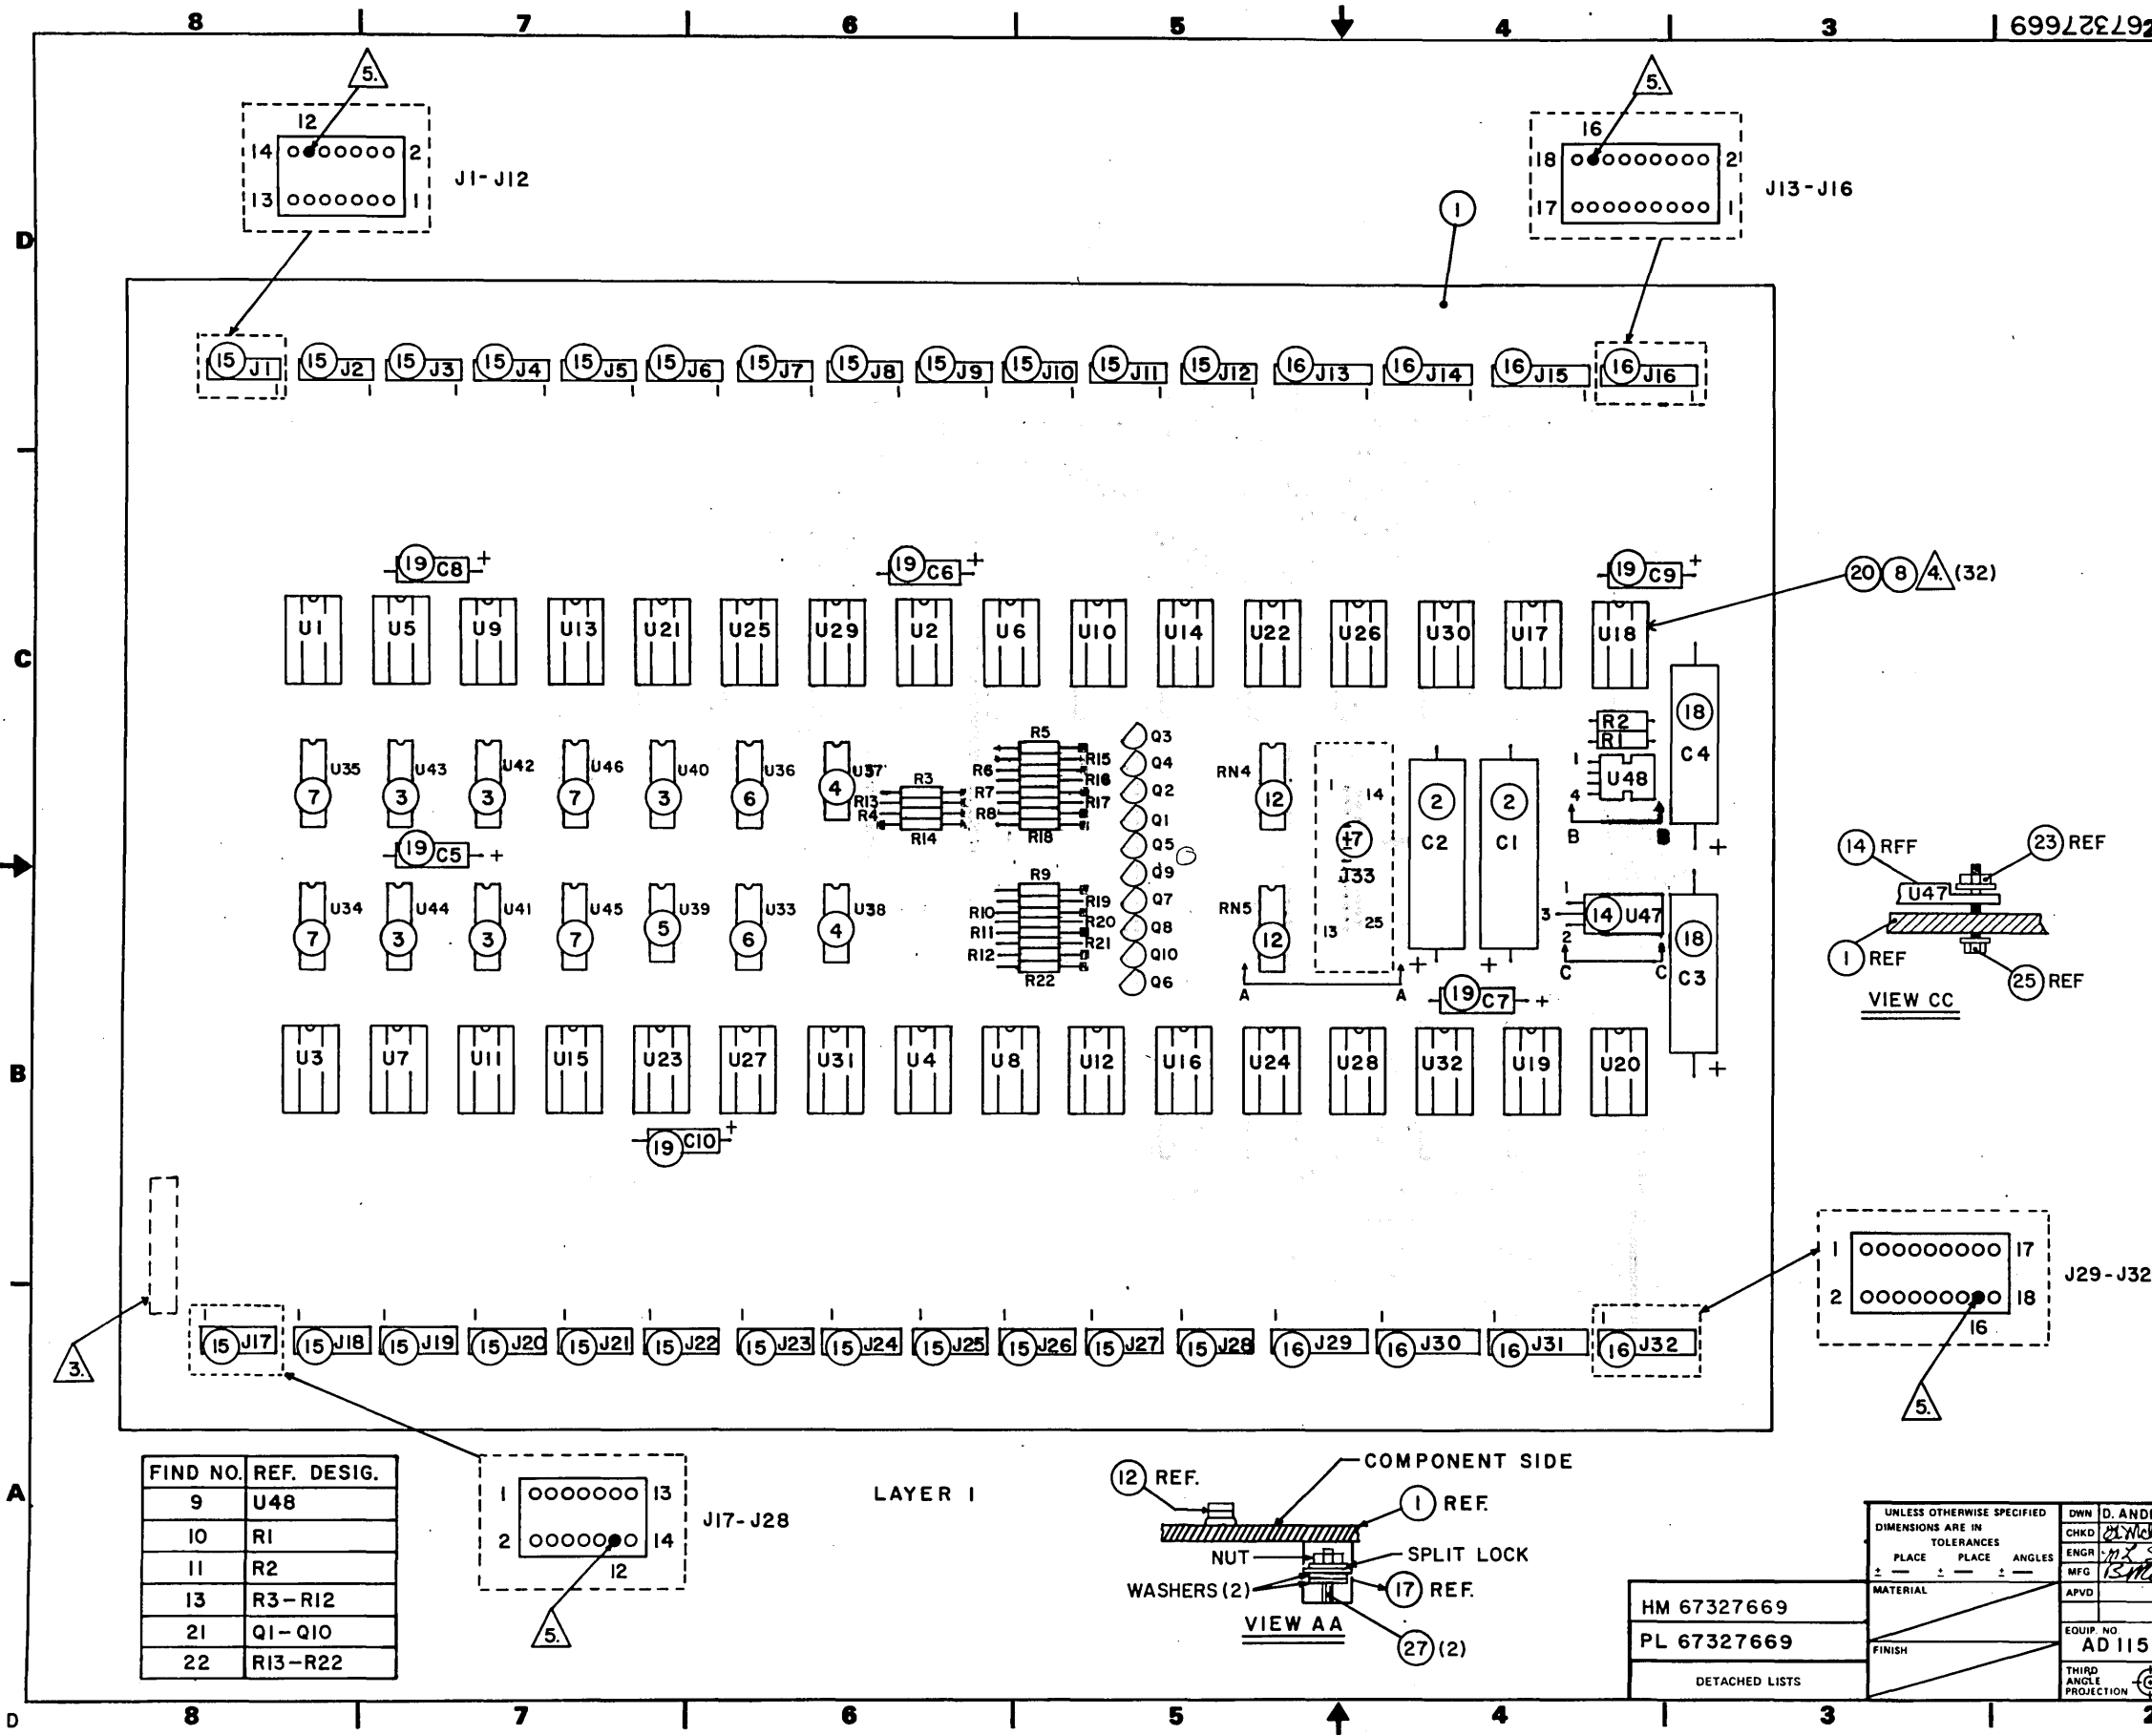 8 7 6 5 4 3 2
67327669
5.
12
14 2
13 1
J1-J12
5.
16
18 2
17 1
J13-J16
1
D
15 J1 15 J2 15 J3 15 J4 15 J5 15 J6 15 J7 15 J8 15 J9 15 J10 15 J11 15 J12 16 J13 16 J14 16 J15 16 J16
19 C8 + 19 C6 + 19 C9 +
20 8 4. (32)
U1 U5 U9 U13 U21 U25 U29 U2 U6 U10 U14 U22 U26 U30 U17 U18
C
R2
R1
18
C4
+
U35 U43 U42 U46 U40 U36 U37
7 3 3 7 3 6 4
R3
R13
R4
R14
R5
R15
R6
R16
R7
R17
R8
R18
Q3
Q4
Q2
Q1
Q5
Q9
Q7
Q8
Q10
Q6
RN4
12
1 14
17
J33
13 25
2
C2
+
2
C1
+
1
U48
4
B B
19 C5 +
14 RFF
23 REF
U47
1 REF
25 REF
VIEW CC
U34 U44 U41 U45 U39 U33 U38
7 3 3 7 5 6 4
R9
R19
R10
R20
R11
R21
R12
R22
RN5
12
A A
1
3 14 U47
2
C C
18
C3
+
19 C7 +
B
U3 U7 U11 U15 U23 U27 U31 U4 U8 U12 U16 U24 U28 U32 U19 U20
19 C10 +
1 17
2 18
16
J29-J32
5.
3.
15 J17 15 J18 15 J19 15 J20 15 J21 15 J22 15 J23 15 J24 15 J25 15 J26 15 J27 15 J28 16 J29 16 J30 16 J31 16 J32
A
FIND NO. REF. DESIG.
9 U48
10 R1
11 R2
13 R3-R12
21 Q1-Q10
22 R13-R22
1 13
2 14
12
J17-J28
5.
LAYER 1
COMPONENT SIDE
12 REF.
1 REF.
NUT
SPLIT LOCK
WASHERS (2)
17 REF.
VIEW AA
27 (2)
HM 67327669
PL 67327669
DETACHED LISTS
UNLESS OTHERWISE SPECIFIED
DIMENSIONS ARE IN
TOLERANCES
PLACE PLACE ANGLES
± — ± — ± —
MATERIAL
FINISH
DWN D. AND
CHKD
ENGR
MFG
APVD
EQUIP. NO.
AD 115
THIRD
ANGLE
PROJECTION
D
8 7 6 5 4 3 2